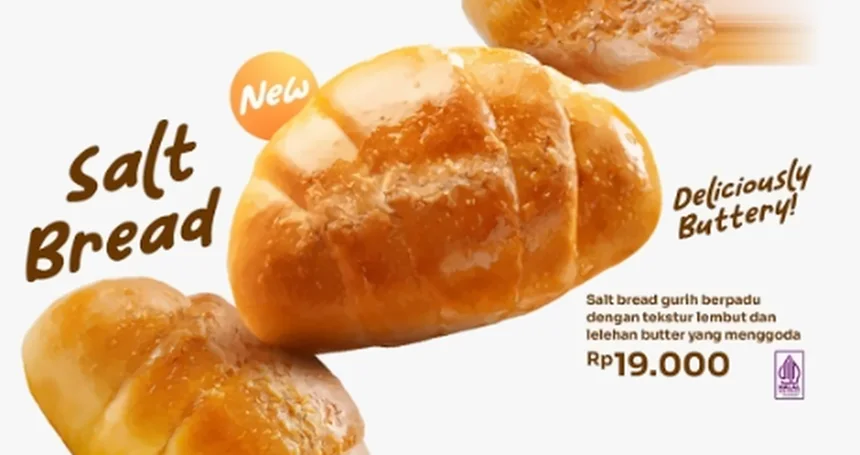 New
Salt
Bread
Deliciously
Buttery!
Salt bread gurih berpadu
dengan tekstur lembut dan
lelehan butter yang menggoda
Rp19.000
HALAL